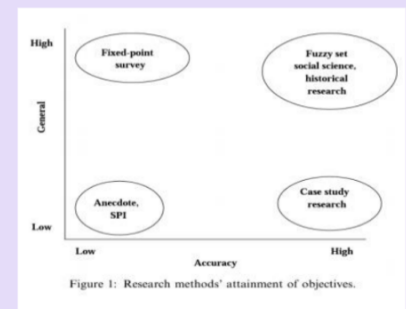 High
Fixed-point
survey
Fuzzy set
social science,
historical
research
General
Anecdote,
SPI
Case study
research
Low
Low
High
Accuracy
Figure 1: Research methods' attainment of objectives.